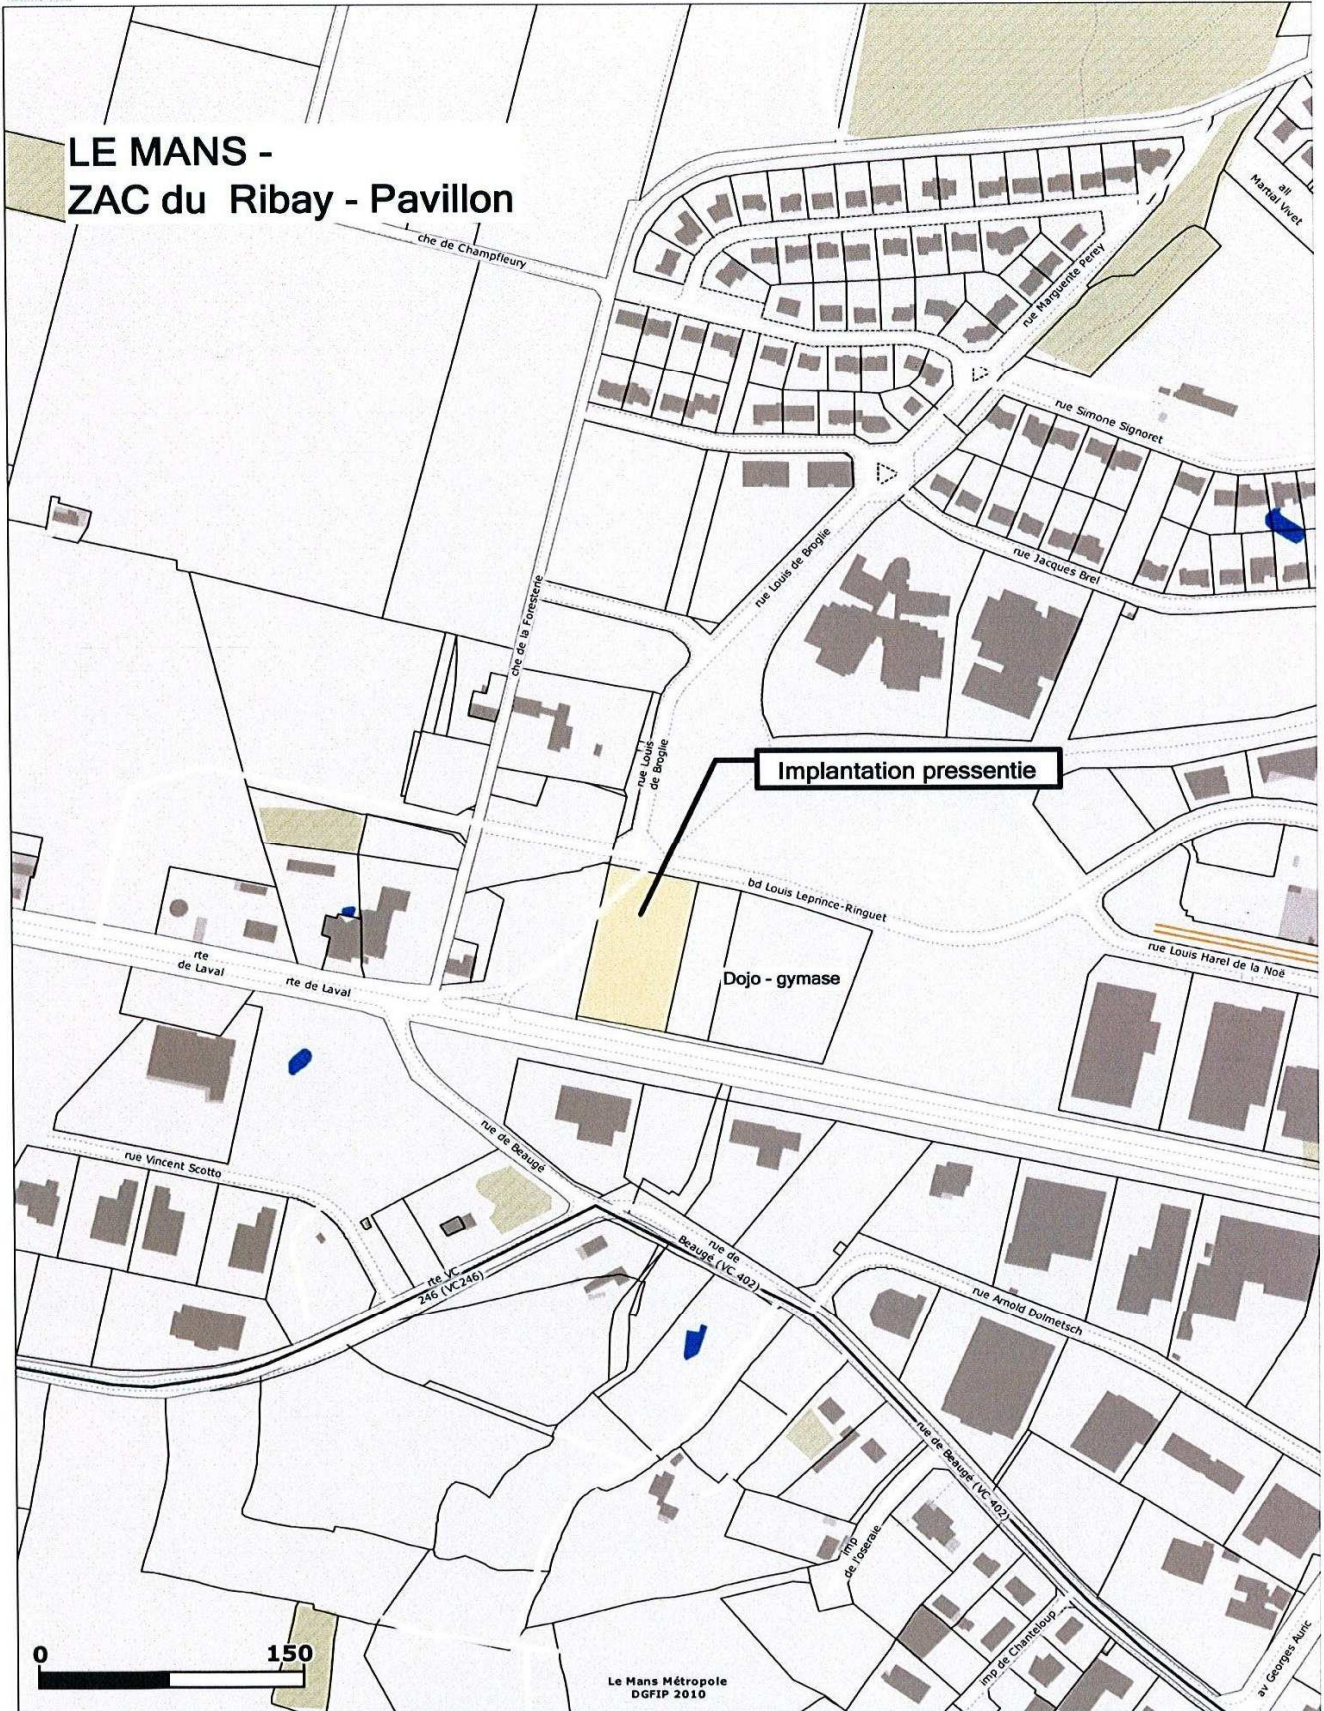 LE MANS -
ZAC du Ribay - Pavillon
all
Martial Vivet
che de Champfleury
rue Marguerite Perey
rue Simone Signoret
rue Louis de Broglie
rue Jacques Brel
che de la Foresterie
rue Louis
de Broglie
Implantation pressentie
bd Louis Leprince-Ringuet
rue Louis Harel de la Noë
rte
de Laval
rte de Laval
Dojo - gymase
rue de Beaugé
rue Vincent Scotto
rte VC
246 (VC246)
rue de
Beaugé (VC 402)
rue Arnold Dolmetsch
rue de Beaugé (VC 402)
imp
de l'oseraie
imp de Chanteloup
av Georges Auric
0
150
Le Mans Métropole
DGFIP 2010